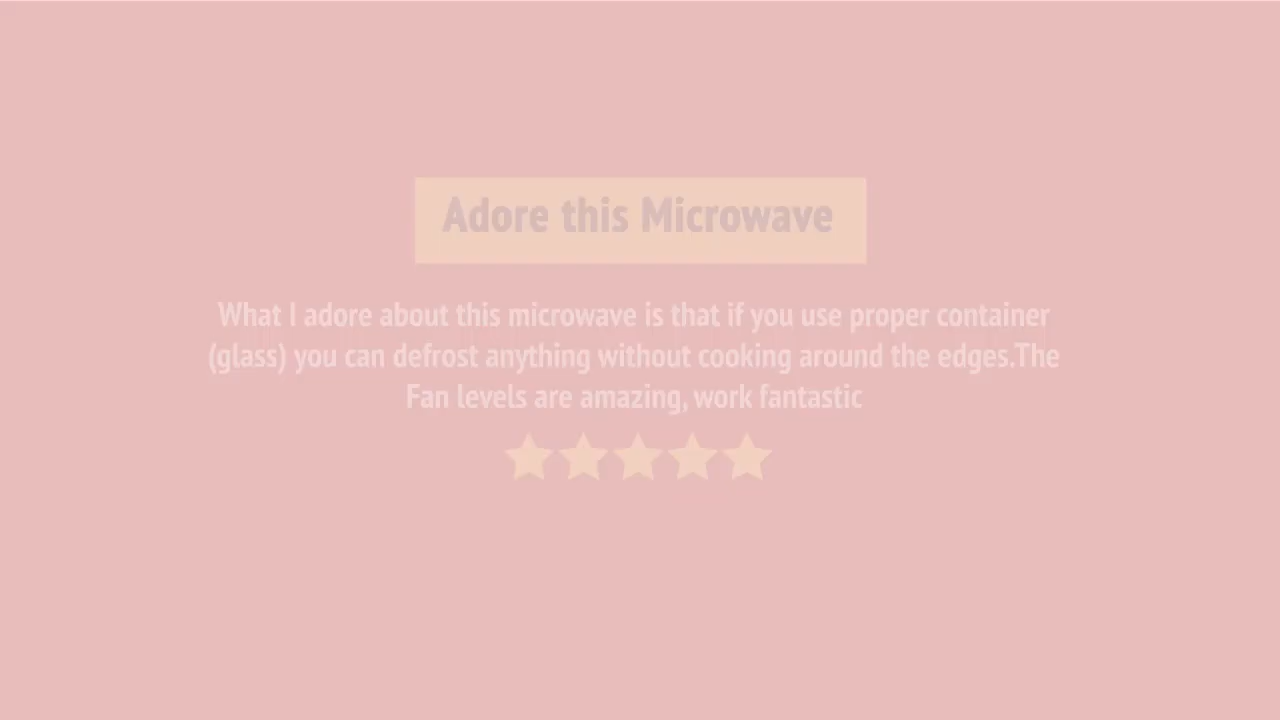 Adore this Microwave
What I adore about this microwave is that if you use proper container
(glass) you can defrost anything without cooking around the edges.The
Fan levels are amazing, work fantastic